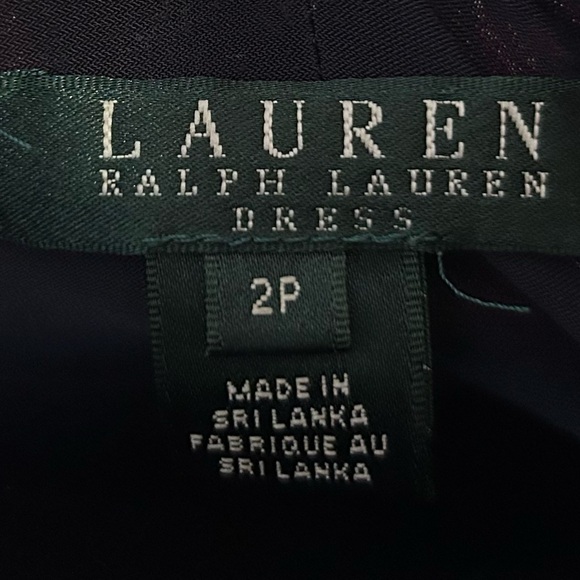 LAUREN
RALPH LAUREN
DRESS
2P
MADE IN
SRI LANKA
FABRIQUE AU
SRI LANKA